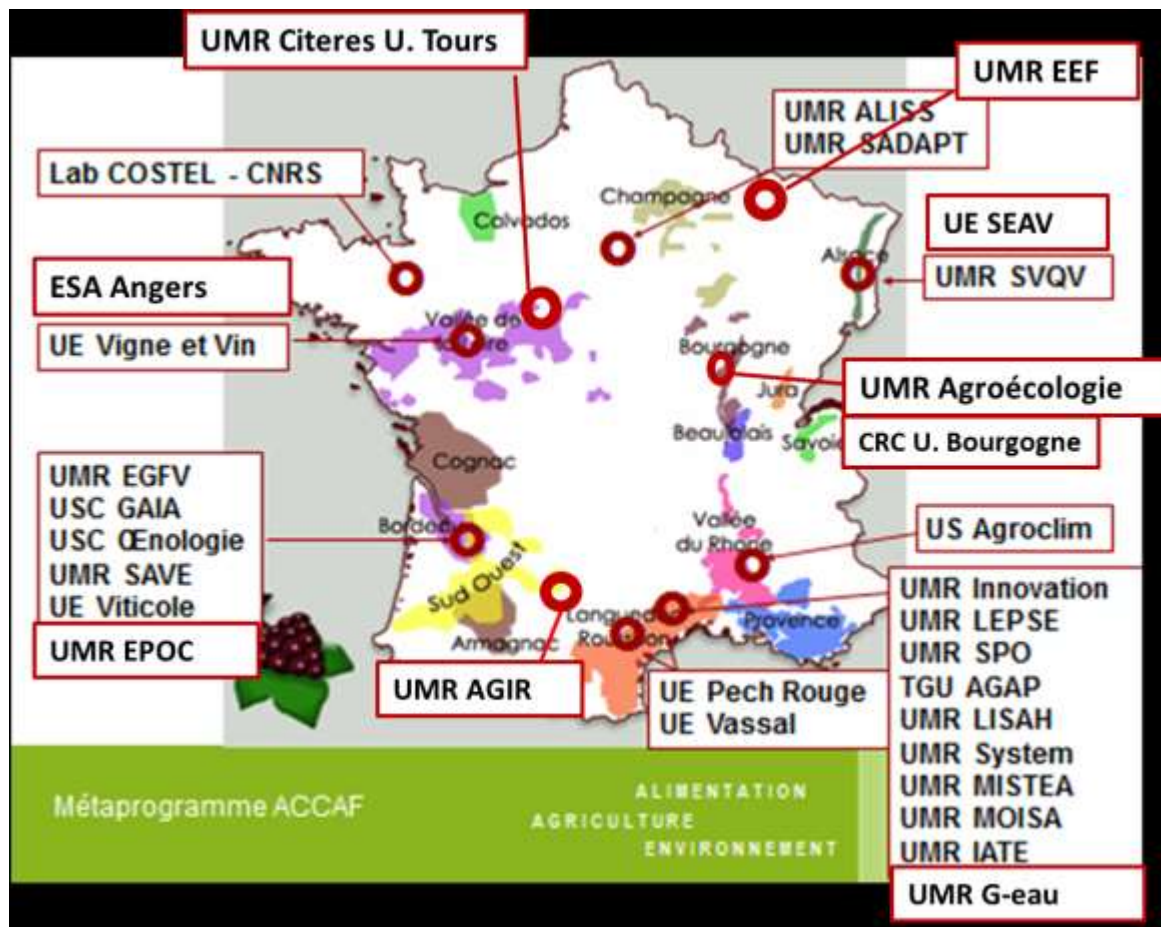 UMR Citeres U. Tours
UMR EEF
UMR ALISS
UMR SADAPT
Lab COSTEL - CNRS
Champagne
Calvados
UE SEAV
Alsace
UMR SVQV
ESA Angers
Vallée de
UE Vigne et Vin
Bourgogne
UMR Agroécologie
Jura
Beaujolais
Savoie
CRC U. Bourgogne
Cognac
UMR EGFV
USC GAIA
USC Œnologie
UMR SAVE
UE Viticole
UMR EPOC
Vallée
du Rhone
US Agroclim
Sud Ouest
Armagnac
Provence
UMR AGIR
UE Pech Rouge
UE Vassal
UMR Innovation
UMR LEPSE
UMR SPO
TGU AGAP
UMR LISAH
UMR System
UMR MISTEA
UMR MOISA
UMR IATE
UMR G-eau
Métaprogramme ACCAF
ALIMENTATION
AGRICULTURE
ENVIRONNEMENT